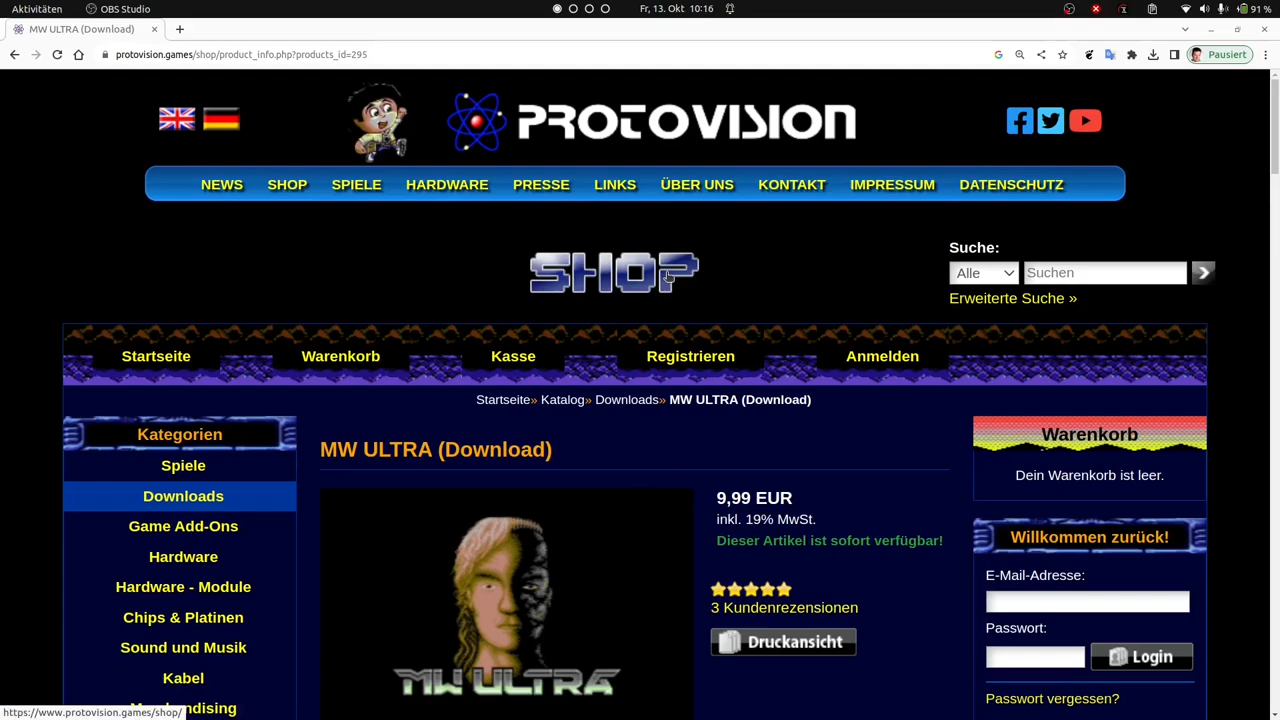 Aktivitäten
OBS Studio
Fr, 13. Okt 10:16
91 %
MW ULTRA (Download)
protovision.games/shop/product_info.php?products_id=295
Pausiert
PROTOVISION
NEWS SHOP SPIELE HARDWARE PRESSE LINKS ÜBER UNS KONTAKT IMPRESSUM DATENSCHUTZ
SHOP
Suche:
Alle
Suchen
Erweiterte Suche »
Startseite Warenkorb Kasse Registrieren Anmelden
Startseite» Katalog» Downloads» MW ULTRA (Download)
Kategorien
Spiele
Downloads
Game Add-Ons
Hardware
Hardware - Module
Chips & Platinen
Sound und Musik
Kabel
Merchandising
MW ULTRA (Download)
MW ULTRA
9,99 EUR
inkl. 19% MwSt.
Dieser Artikel ist sofort verfügbar!
3 Kundenrezensionen
Druckansicht
Warenkorb
Dein Warenkorb ist leer.
Willkommen zurück!
E-Mail-Adresse:
Passwort:
Login
Passwort vergessen?
https://www.protovision.games/shop/